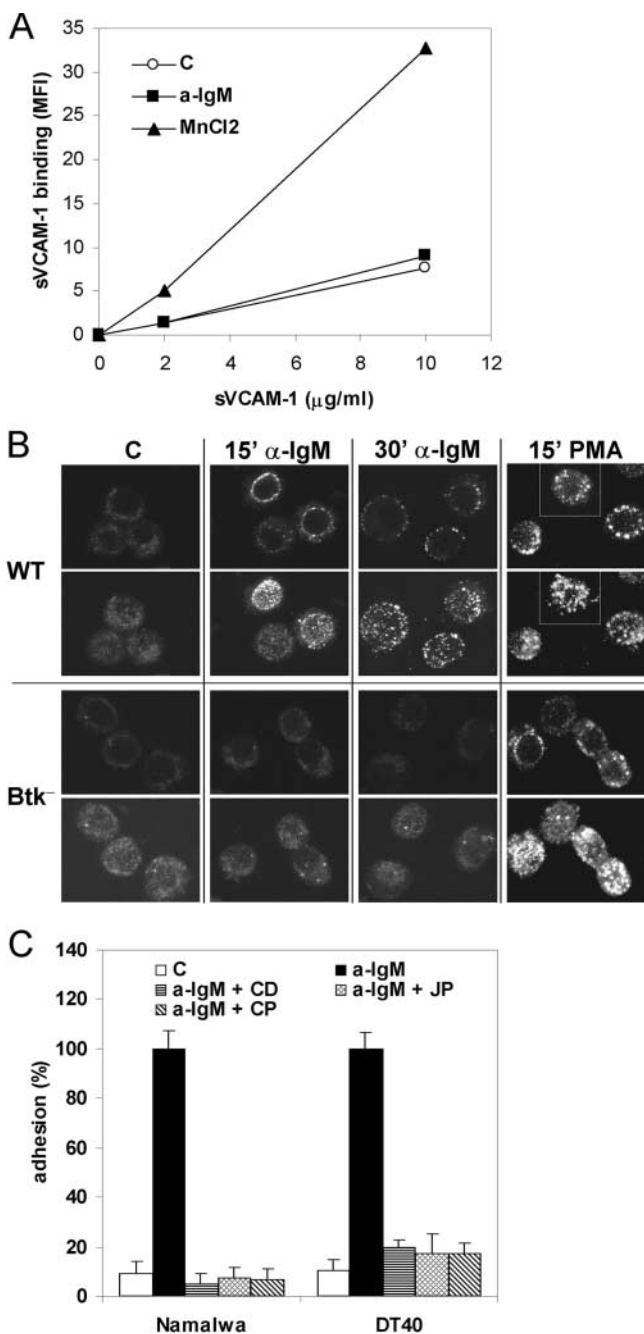 A
35
30
25
20
15
10
5
0
sVCAM-1 binding (MFI)
C
a-IgM
MnCl2
0 2 4 6 8 10 12
sVCAM-1 (µg/ml)
B
C 15' α-IgM 30' α-IgM 15' PMA
WT
Btk⁻
C
140
120
100
80
60
40
20
0
adhesion (%)
C a-IgM
a-IgM + CD a-IgM + JP
a-IgM + CP
Namalwa DT40